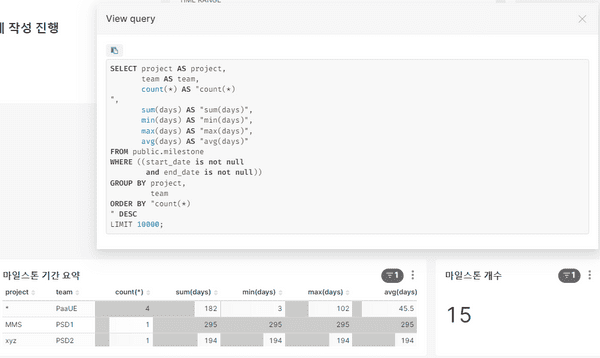 TIME RANGE
작성 진행
View query
SELECT project AS project,
team AS team,
count(*) AS "count(*)
",
sum(days) AS "sum(days)",
min(days) AS "min(days)",
max(days) AS "max(days)",
avg(days) AS "avg(days)"
FROM public.milestone
WHERE ((start_date is not null
and end_date is not null))
GROUP BY project,
team
ORDER BY "count(*)
" DESC
LIMIT 10000;
마일스톤 기간 요약 1
project team count(*) sum(days) min(days) max(days) avg(days)
* PaaUE 4 182 3 102 45.5
MMS PSD1 1 295 295 295 295
xyz PSD2 1 194 194 194 194
마일스톤 개수 1
15